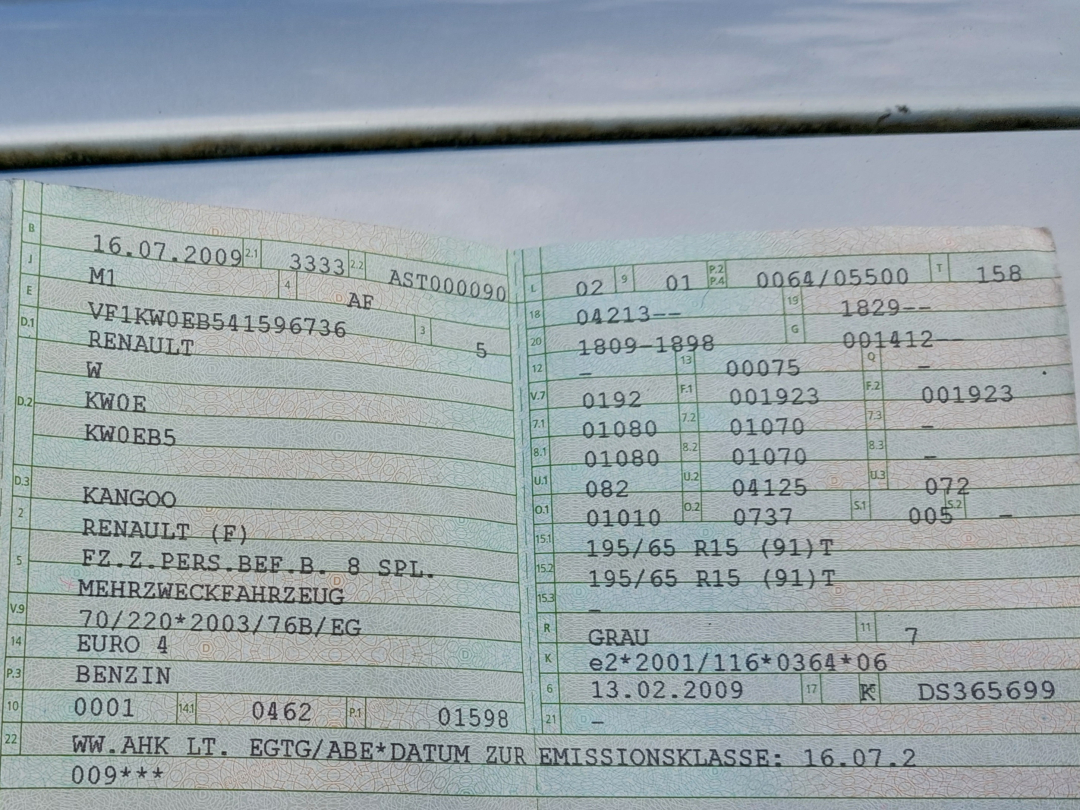 B 16.07.2009 2.1 3333 2.2 AST000090
J M1 4 AF
E VF1KW0EB541596736 3 5
D.1 RENAULT
W
D.2 KW0E
KW0EB5
D.3 KANGOO
2 RENAULT (F)
5 FZ.Z.PERS.BEF.B. 8 SPL.
MEHRZWECKFAHRZEUG
V.9 70/220*2003/76B/EG
14 EURO 4
P.3 BENZIN
10 0001 14.1 0462 P.1 01598
L 02 9 01 P.2 P.4 0064/05500 T 158
18 04213-- 19 1829--
20 1809-1898 G 001412--
12 – 13 00075 Q –
V.7 0192 F.1 001923 F.2 001923
7.1 01080 7.2 01070 7.3 –
8.1 01080 8.2 01070 8.3 –
U.1 082 U.2 04125 U.3 072
O.1 01010 O.2 0737 S.1 005 S.2 –
15.1 195/65 R15 (91)T
15.2 195/65 R15 (91)T
15.3 –
R GRAU 11 7
K e2*2001/116*0364*06
6 13.02.2009 17 K DS365699
21 –
22 WW.AHK LT. EGTG/ABE*DATUM ZUR EMISSIONSKLASSE: 16.07.2
009***